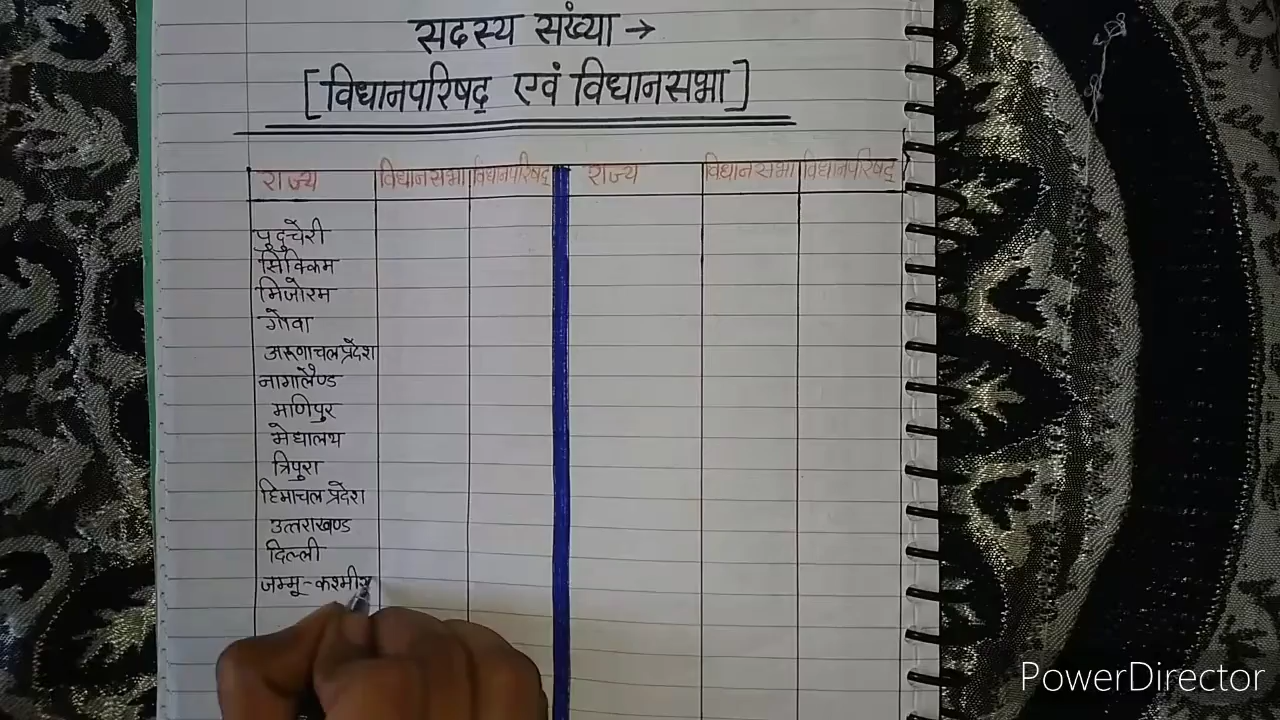 सदस्य संख्या →
[विधानपरिषद् एवं विधानसभा]
राज्य विधानसभा विधानपरिषद् राज्य विधानसभा विधानपरिषद्
पुदुचेरी
सिक्किम
मिजोरम
गोवा
अरूणाचल प्रदेश
नागालैण्ड
मणिपुर
मेघालय
त्रिपुरा
हिमाचल प्रदेश
उत्तराखण्ड
दिल्ली
जम्मू-कश्मीर
PowerDirector